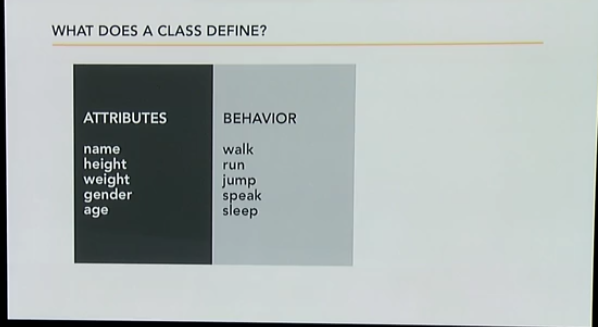 WHAT DOES A CLASS DEFINE?
ATTRIBUTES
name
height
weight
gender
age
BEHAVIOR
walk
run
jump
speak
sleep